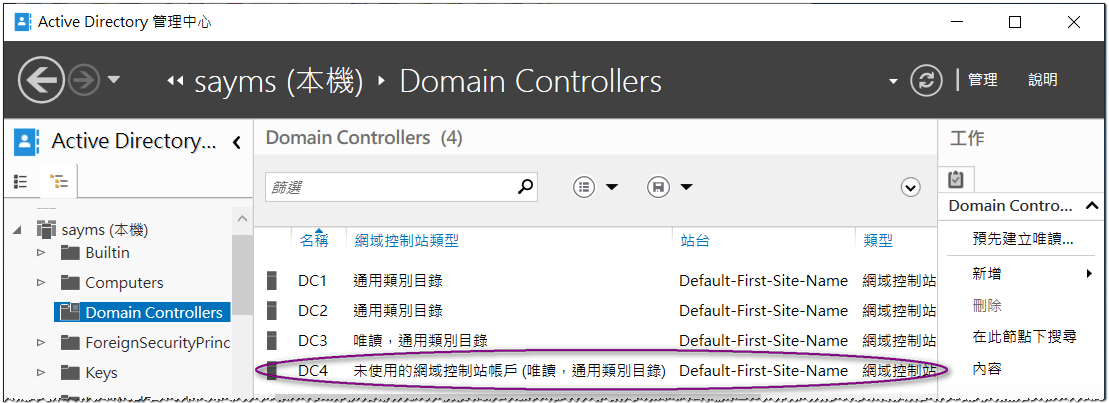 Active Directory 管理中心
sayms (本機) Domain Controllers
管理 說明
Active Directory...
Domain Controllers (4)
工作
篩選
Domain Contro...
預先建立唯讀...
新增
刪除
在此節點下搜尋
內容
sayms (本機)
Builtin
Computers
Domain Controllers
ForeignSecurityPrinc
Keys
名稱 網域控制站類型 站台 類型
DC1 通用類別目錄 Default-First-Site-Name 網域控制站
DC2 通用類別目錄 Default-First-Site-Name 網域控制站
DC3 唯讀，通用類別目錄 Default-First-Site-Name 網域控制站
DC4 未使用的網域控制站帳戶 (唯讀，通用類別目錄) Default-First-Site-Name 網域控制站